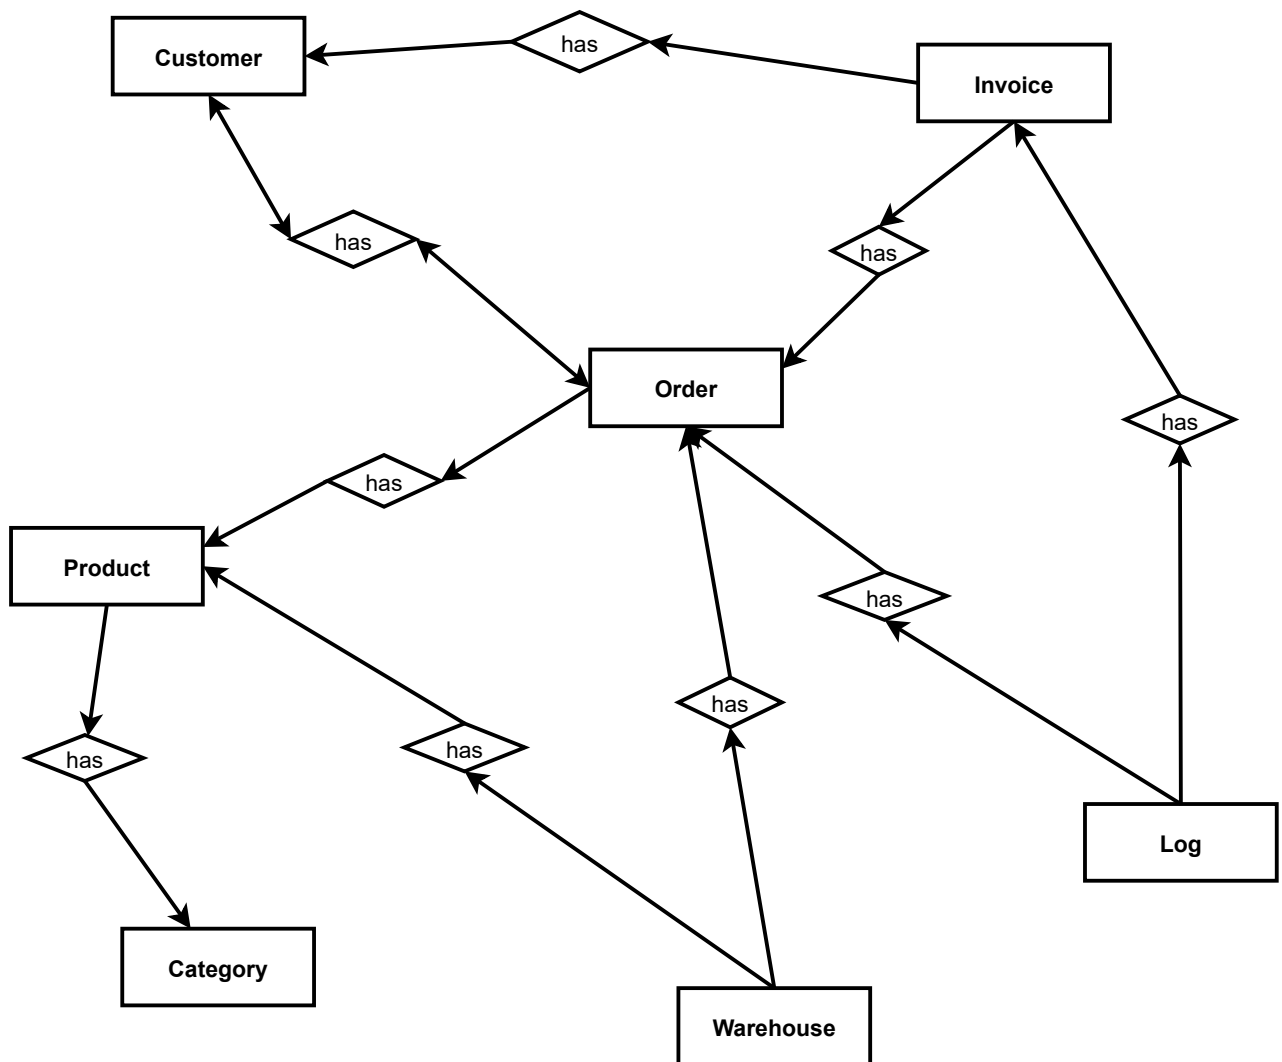 Customer
has
Invoice
has
has
Order
has
has
Product
has
has
has
has
Log
Category
Warehouse